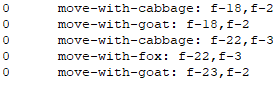 0 move-with-cabbage: f-18,f-2
0 move-with-goat: f-18,f-2
0 move-with-cabbage: f-22,f-3
0 move-with-fox: f-22,f-3
0 move-with-goat: f-23,f-2